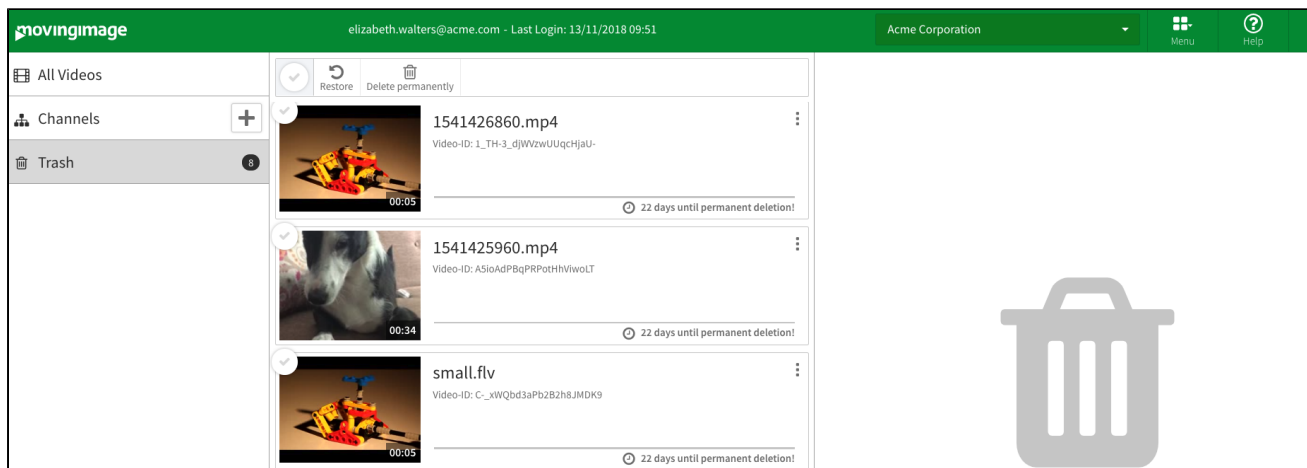 movingimage
elizabeth.walters@acme.com - Last Login: 13/11/2018 09:51
Acme Corporation
Menu
Help
All Videos
Channels
Trash
8
Restore
Delete permanently
1541426860.mp4
Video-ID: 1_TH-3_djWVzwUUqcHjaU-
00:05
22 days until permanent deletion!
1541425960.mp4
Video-ID: A5ioAdPBqPRPotHhViwoLT
00:34
22 days until permanent deletion!
small.flv
Video-ID: C-_xWQbd3aPb2B2h8JMDK9
00:05
22 days until permanent deletion!